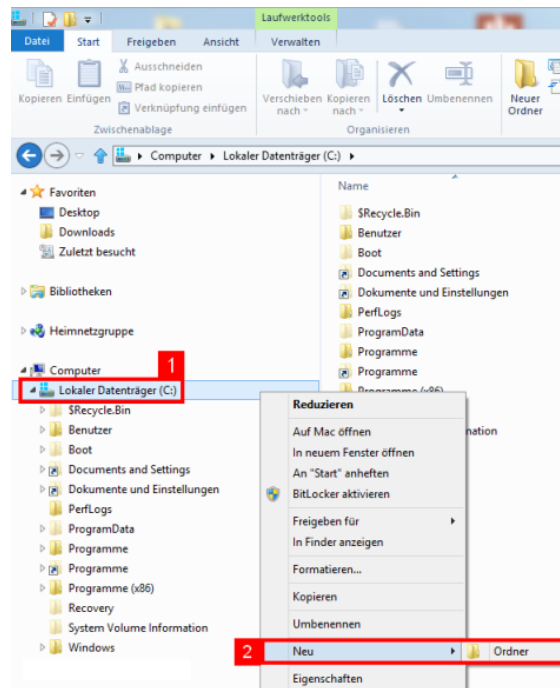 Laufwerktools
Datei Start Freigeben Ansicht Verwalten
Kopieren Einfügen
Ausschneiden
Pfad kopieren
Verknüpfung einfügen
Verschieben nach
Kopieren nach
Löschen Umbenennen
Neuer Ordner
Zwischenablage
Organisieren
Computer Lokaler Datenträger (C:)
Favoriten
Desktop
Downloads
Zuletzt besucht
Bibliotheken
Heimnetzgruppe
1
Computer
Lokaler Datenträger (C:)
$Recycle.Bin
Benutzer
Boot
Documents and Settings
Dokumente und Einstellungen
PerfLogs
ProgramData
Programme
Programme
Programme (x86)
Recovery
System Volume Information
Windows
Name
$Recycle.Bin
Benutzer
Boot
Documents and Settings
Dokumente und Einstellungen
PerfLogs
ProgramData
Programme
Programme
Programme (x86)
nation
Reduzieren
Auf Mac öffnen
In neuem Fenster öffnen
An "Start" anheften
BitLocker aktivieren
Freigeben für
In Finder anzeigen
Formatieren...
Kopieren
Umbenennen
2
Neu
Ordner
Eigenschaften